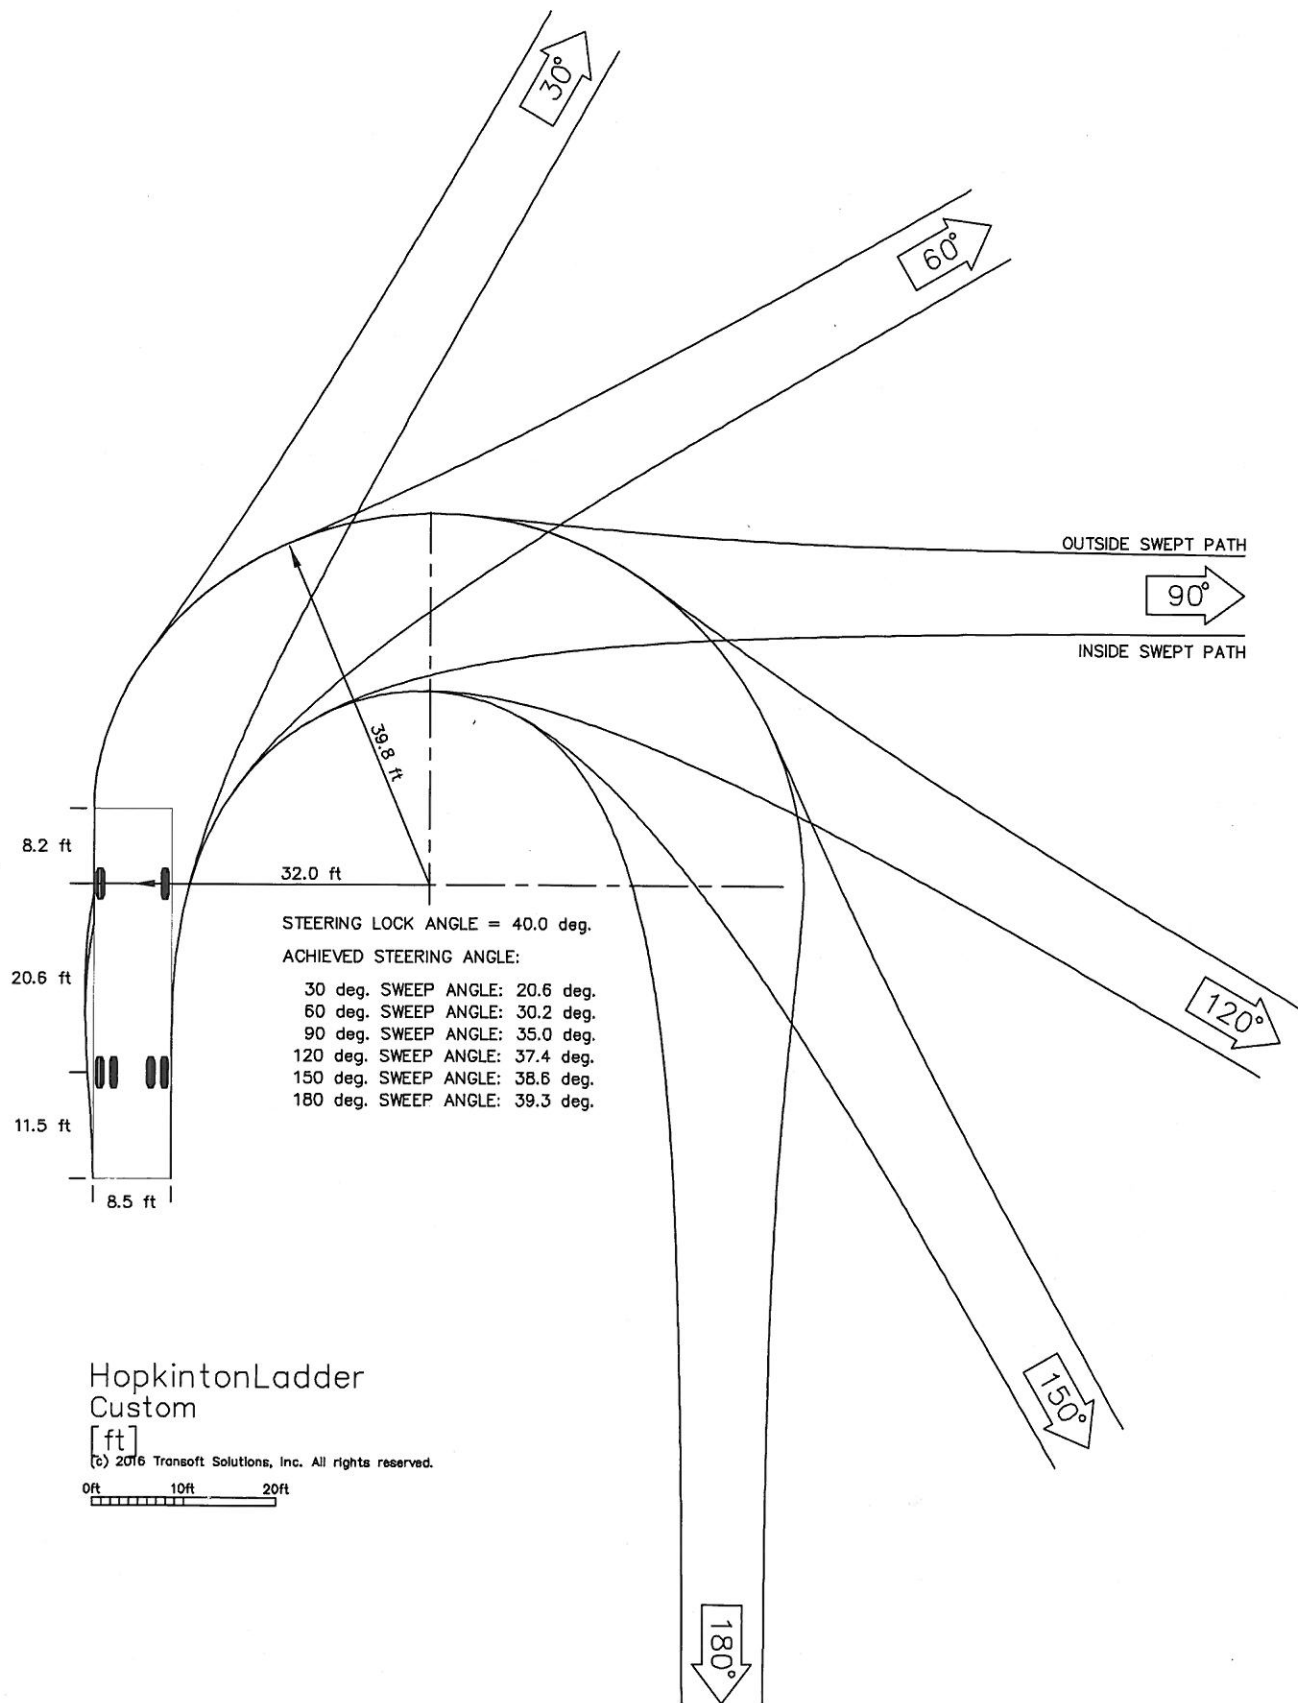 30°
60°
OUTSIDE SWEPT PATH
90°
INSIDE SWEPT PATH
39.8 ft
8.2 ft
32.0 ft
STEERING LOCK ANGLE = 40.0 deg.
ACHIEVED STEERING ANGLE:
20.6 ft
30 deg. SWEEP ANGLE: 20.6 deg.
60 deg. SWEEP ANGLE: 30.2 deg.
90 deg. SWEEP ANGLE: 35.0 deg.
120 deg. SWEEP ANGLE: 37.4 deg.
150 deg. SWEEP ANGLE: 38.6 deg.
180 deg. SWEEP ANGLE: 39.3 deg.
120°
11.5 ft
8.5 ft
HopkintonLadder
Custom
[ft]
(c) 2016 Transoft Solutions, Inc. All rights reserved.
0ft 10ft 20ft
150°
180°